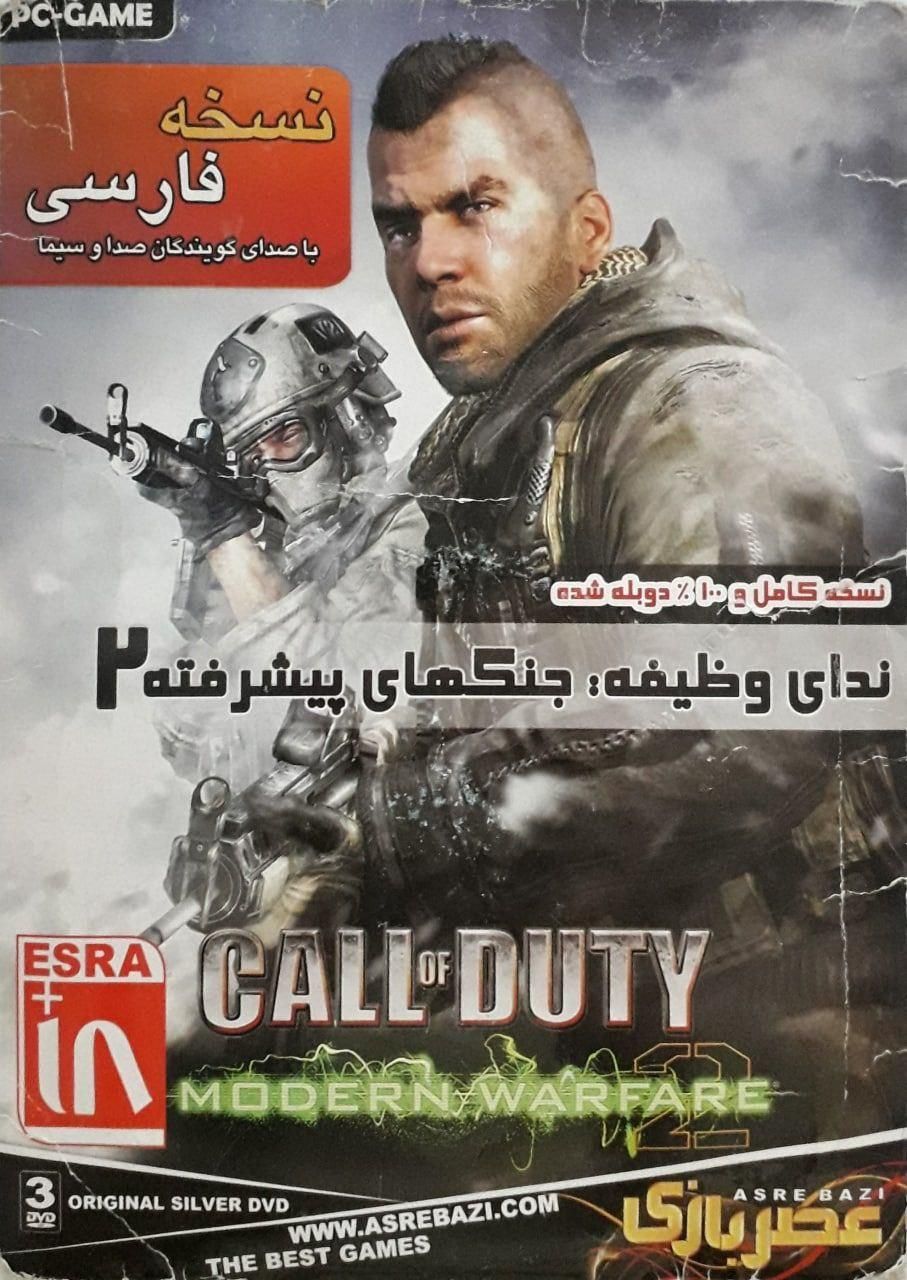 PC-GAME
نسخه
فارسی
با صدای گویندگان صدا و سیما
نسخه کامل و ۱۰۰ ٪ دوبله شده
ندای وظیفه: جنگهای پیشرفته ۲
CALL OF DUTY
MODERN WARFARE 2
ESRA
+۱۸
3 DVD
ORIGINAL SILVER DVD
WWW.ASREBAZI.COM
THE BEST GAMES
ASRE BAZI
عصر بازی